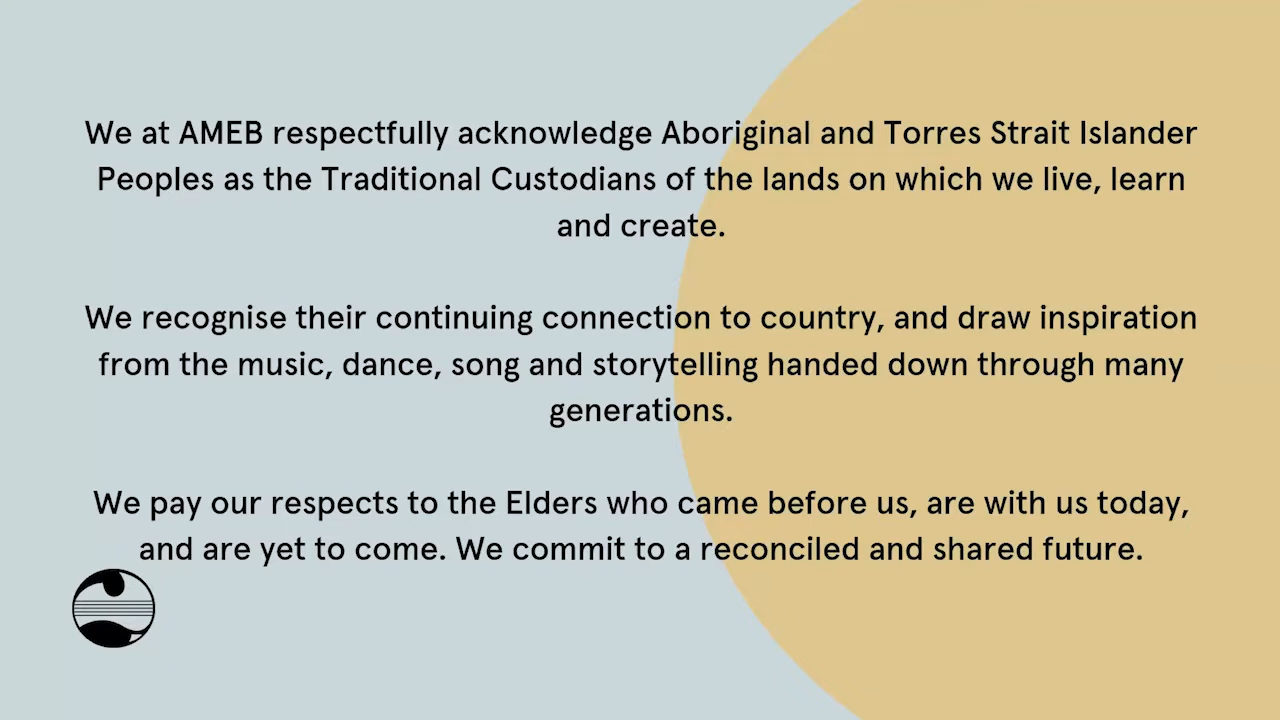 We at AMEB respectfully acknowledge Aboriginal and Torres Strait Islander
Peoples as the Traditional Custodians of the lands on which we live, learn
and create.
We recognise their continuing connection to country, and draw inspiration
from the music, dance, song and storytelling handed down through many
generations.
We pay our respects to the Elders who came before us, are with us today,
and are yet to come. We commit to a reconciled and shared future.